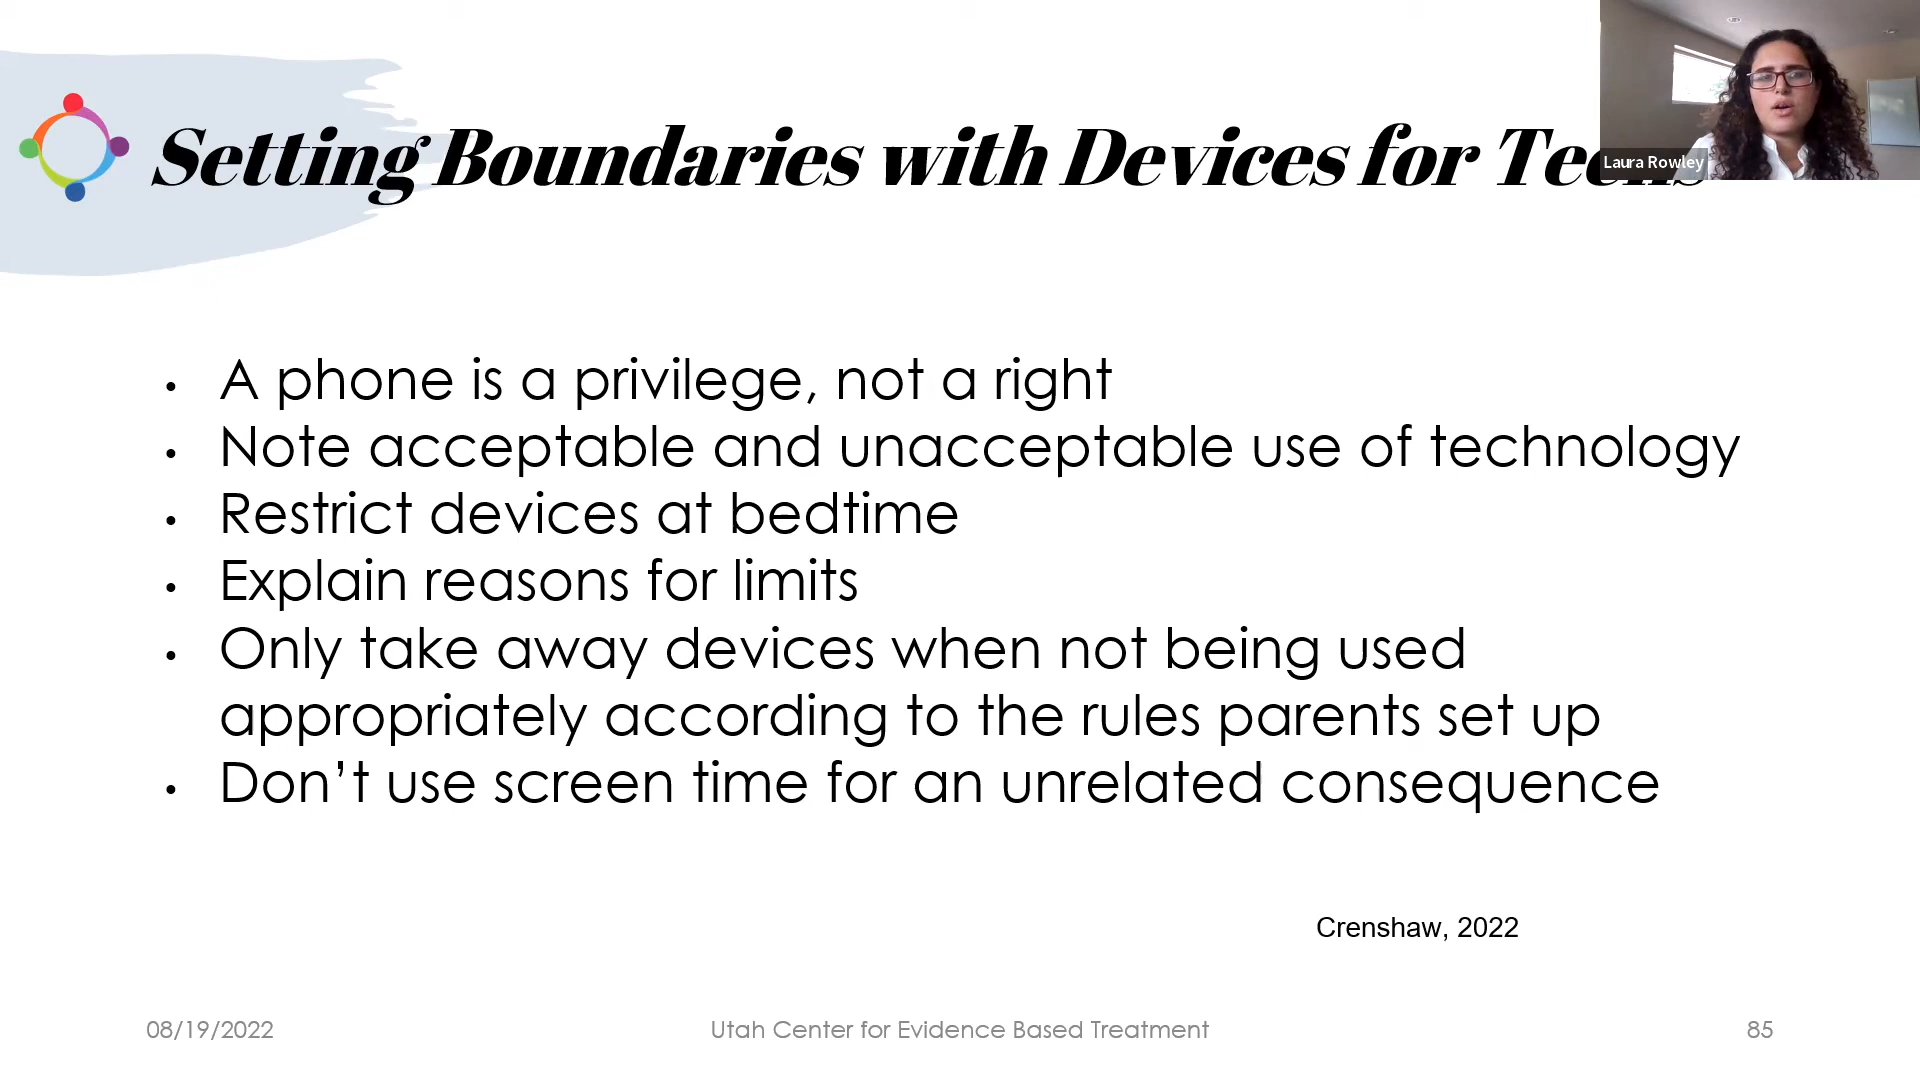 Setting Boundaries with Devices for Teens
Laura Rowley
• A phone is a privilege, not a right
• Note acceptable and unacceptable use of technology
• Restrict devices at bedtime
• Explain reasons for limits
• Only take away devices when not being used
appropriately according to the rules parents set up
• Don’t use screen time for an unrelated consequence
Crenshaw, 2022
08/19/2022
Utah Center for Evidence Based Treatment
85